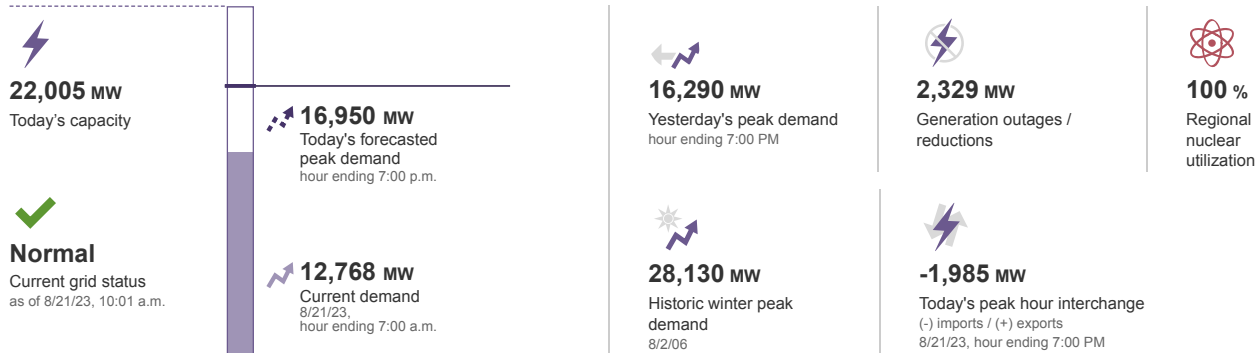 22,005 MW
Today's capacity
Normal
Current grid status
as of 8/21/23, 10:01 a.m.
16,950 MW
Today's forecasted
peak demand
hour ending 7:00 p.m.
12,768 MW
Current demand
8/21/23,
hour ending 7:00 a.m.
16,290 MW
Yesterday's peak demand
hour ending 7:00 PM
2,329 MW
Generation outages /
reductions
100 %
Regional
nuclear
utilization
28,130 MW
Historic winter peak
demand
8/2/06
-1,985 MW
Today's peak hour interchange
(-) imports / (+) exports
8/21/23, hour ending 7:00 PM